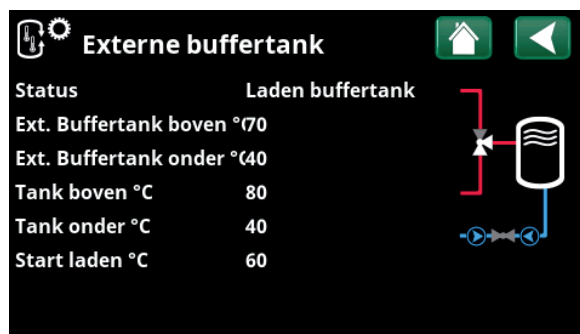 Externe buffertank
Status Laden buffertank
Ext. Buffertank boven °(70
Ext. Buffertank onder °(40
Tank boven °C 80
Tank onder °C 40
Start laden °C 60